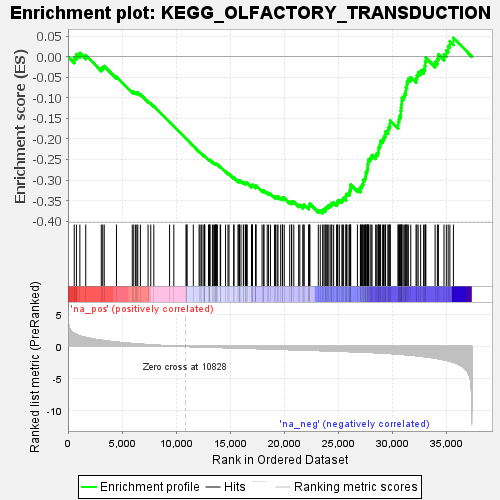 Enrichment plot: KEGG_OLFACTORY_TRANSDUCTION
Enrichment score (ES)
0.05
0.00
-0.05
-0.10
-0.15
-0.20
-0.25
-0.30
-0.35
-0.40
'na_pos' (positively correlated)
Ranked list metric (PreRanked)
5
0
-5
-10
Zero cross at 10828
'na_neg' (negatively correlated)
0
5,000
10,000
15,000
20,000
25,000
30,000
35,000
Rank in Ordered Dataset
Enrichment profile
Hits
Ranking metric scores